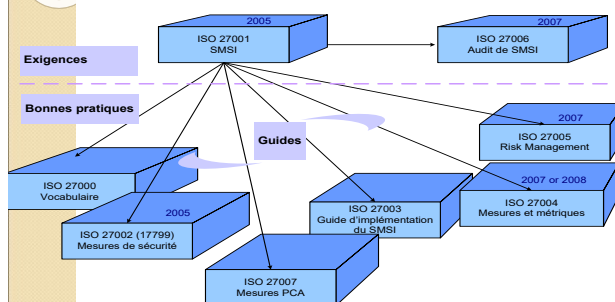 2005
ISO 27001
SMSI
2007
ISO 27006
Audit de SMSI
Exigences
Bonnes pratiques
Guides
2007
ISO 27005
Risk Management
ISO 27000
Vocabulaire
2005
ISO 27002 (17799)
Mesures de sécurité
ISO 27003
Guide d'implémentation
du SMSI
2007 or 2008
ISO 27004
Mesures et métriques
ISO 27007
Mesures PCA